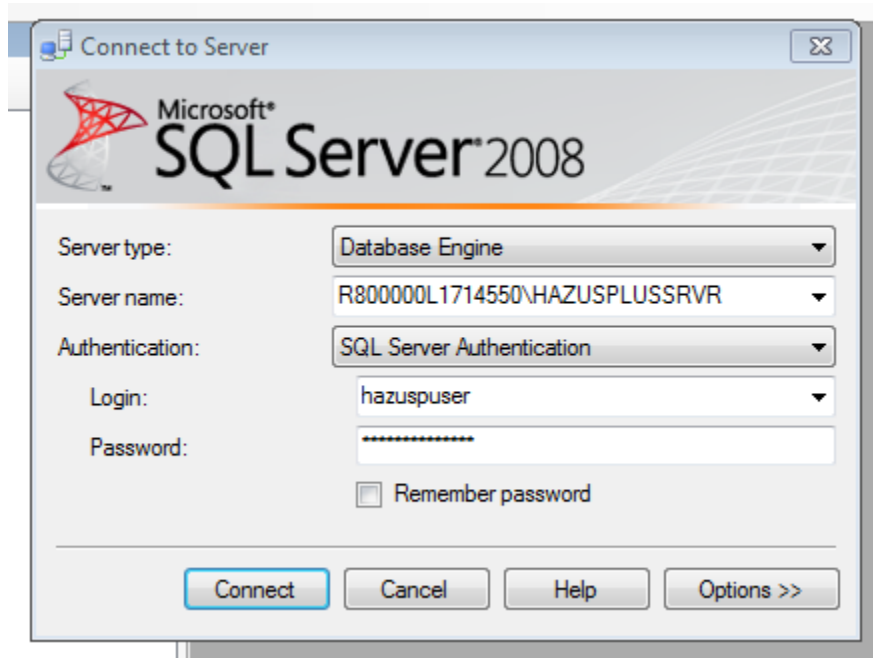 Connect to Server
Microsoft®
SQL Server® 2008
Server type: Database Engine
Server name: R800000L1714550\HAZUSPLUSSRVR
Authentication: SQL Server Authentication
Login: hazuspuser
Password: **************
Remember password
Connect Cancel Help Options >>